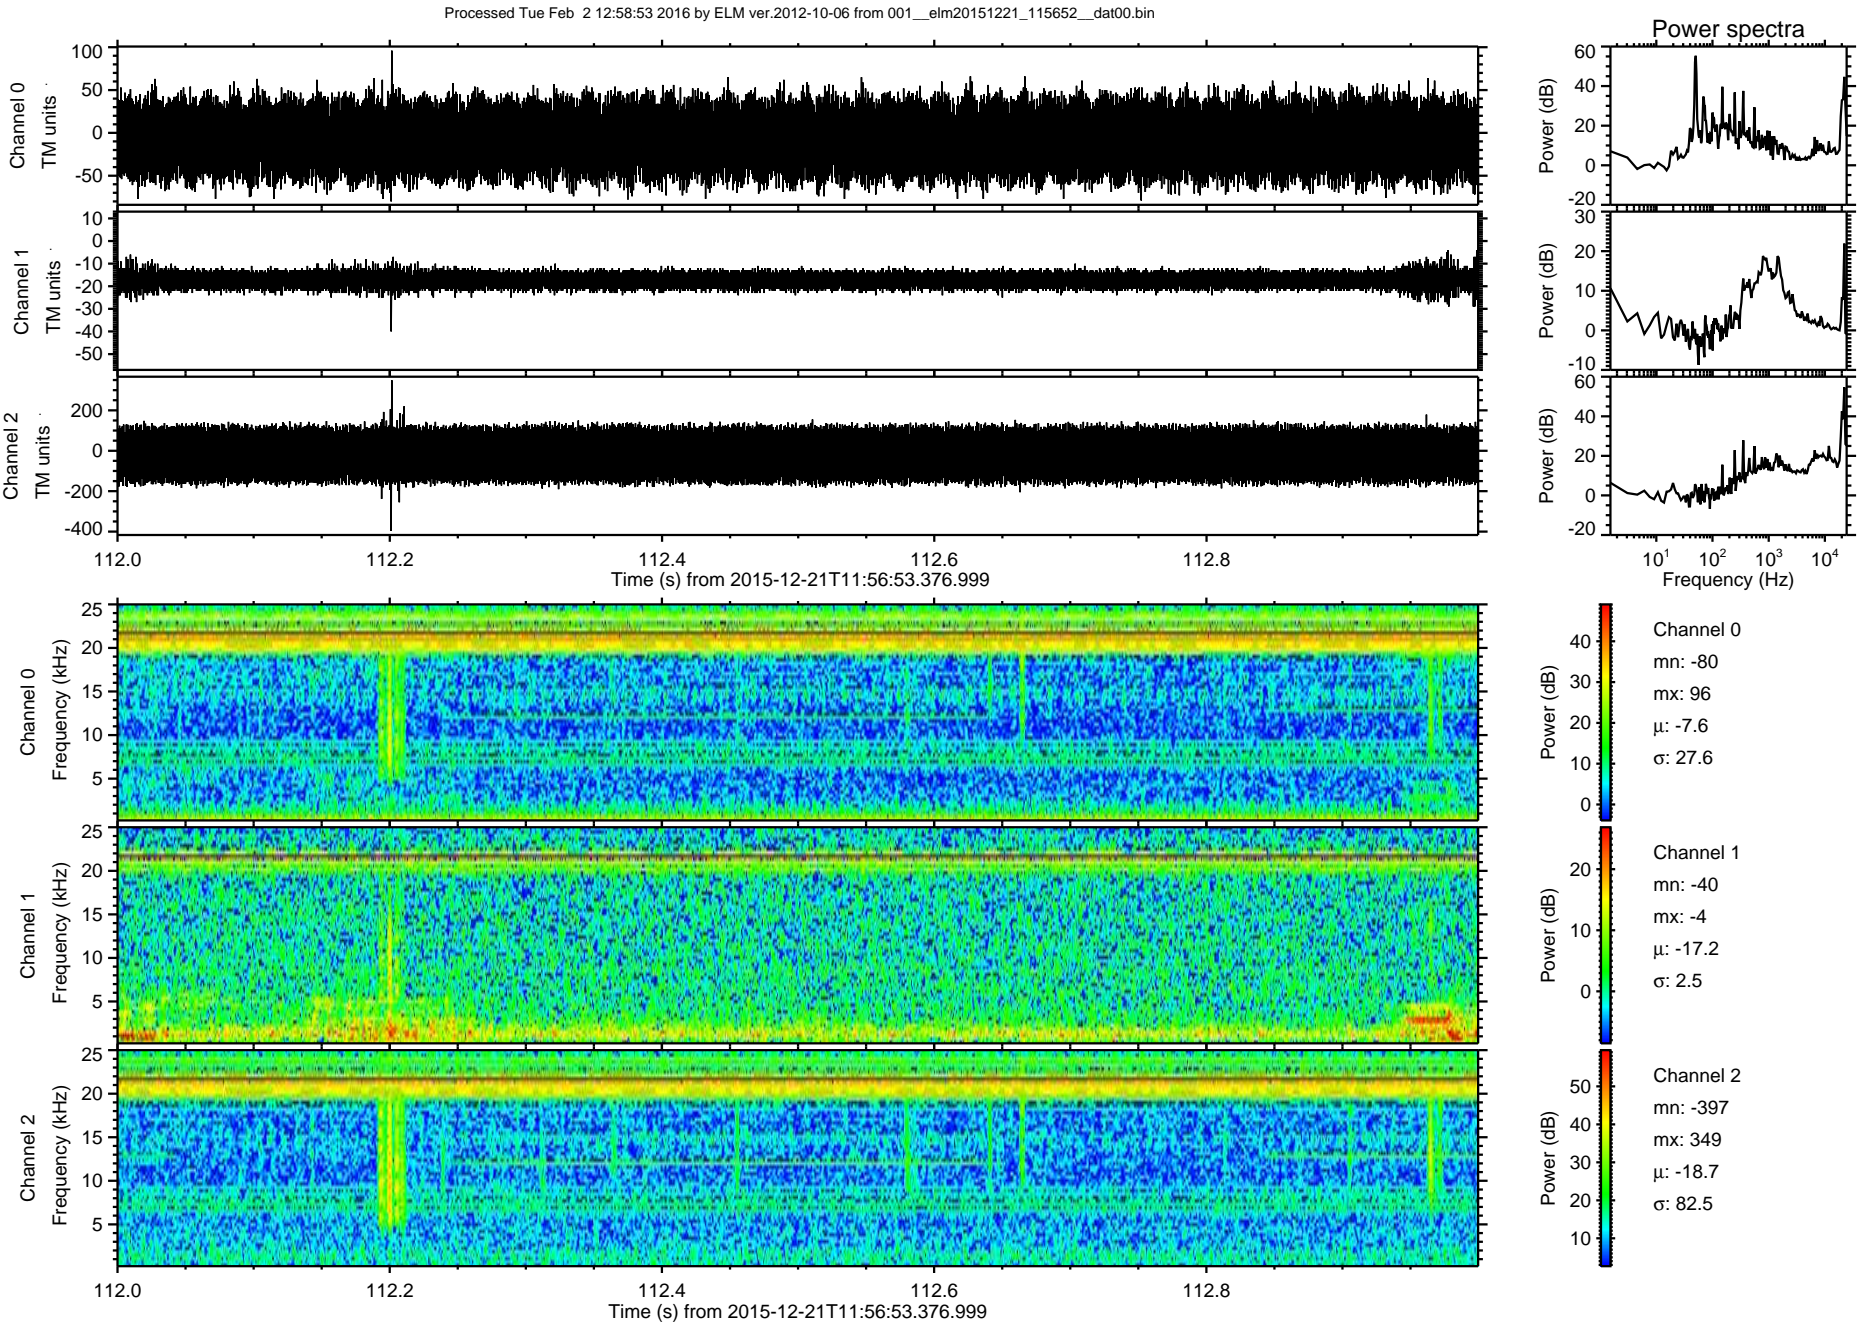 Processed Tue Feb  2 12:58:53 2016 by ELM ver.2012-10-06 from 001__elm20151221_115652__dat00.bin
Power spectra
Channel 0
TM units
100
50
0
-50
Power (dB)
60
40
20
0
-20
Channel 1
TM units
10
0
-10
-20
-30
-40
-50
Power (dB)
30
20
10
0
-10
Channel 2
TM units
200
0
-200
-400
Power (dB)
60
40
20
0
-20
112.0 112.2 112.4 112.6 112.8
Time (s) from 2015-12-21T11:56:53.376.999
10¹ 10² 10³ 10⁴
Frequency (Hz)
Channel 0
Frequency (kHz)
25
20
15
10
5
Power (dB)
40
30
20
10
0
Channel 0
mn: -80
mx: 96
μ: -7.6
σ: 27.6
Channel 1
Frequency (kHz)
25
20
15
10
5
Power (dB)
20
10
0
Channel 1
mn: -40
mx: -4
μ: -17.2
σ: 2.5
Channel 2
Frequency (kHz)
25
20
15
10
5
Power (dB)
50
40
30
20
10
Channel 2
mn: -397
mx: 349
μ: -18.7
σ: 82.5
112.0 112.2 112.4 112.6 112.8
Time (s) from 2015-12-21T11:56:53.376.999